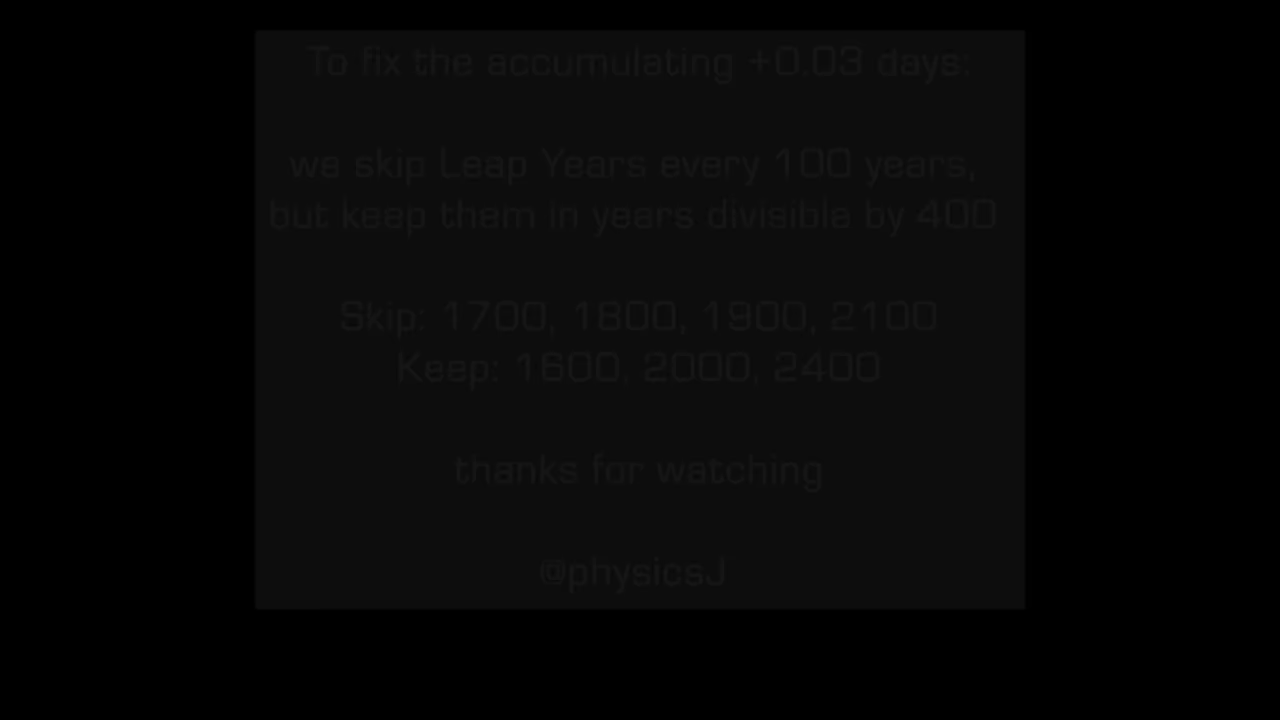 To fix the accumulating +0.03 days:
we skip Leap Years every 100 years,
but keep them in years divisible by 400
Skip: 1700, 1800, 1900, 2100
Keep: 1600, 2000, 2400
thanks for watching
@physicsJ